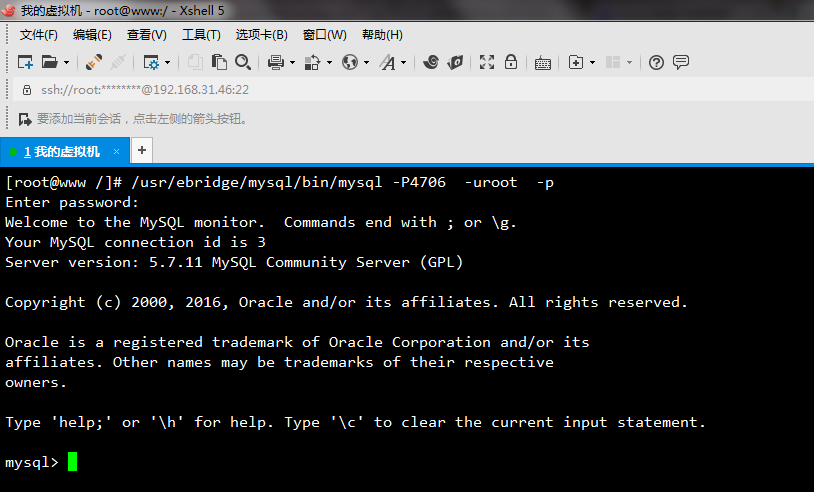 我的虚拟机 - root@www:/ - Xshell 5
文件(F) 编辑(E) 查看(V) 工具(T) 选项卡(B) 窗口(W) 帮助(H)
ssh://root:********@192.168.31.46:22
要添加当前会话，点击左侧的箭头按钮。
1 我的虚拟机 × +
[root@www /]# /usr/ebridge/mysql/bin/mysql -P4706  -uroot  -p
Enter password:
Welcome to the MySQL monitor.  Commands end with ; or \g.
Your MySQL connection id is 3
Server version: 5.7.11 MySQL Community Server (GPL)
Copyright (c) 2000, 2016, Oracle and/or its affiliates. All rights reserved.
Oracle is a registered trademark of Oracle Corporation and/or its
affiliates. Other names may be trademarks of their respective
owners.
Type 'help;' or '\h' for help. Type '\c' to clear the current input statement.
mysql>